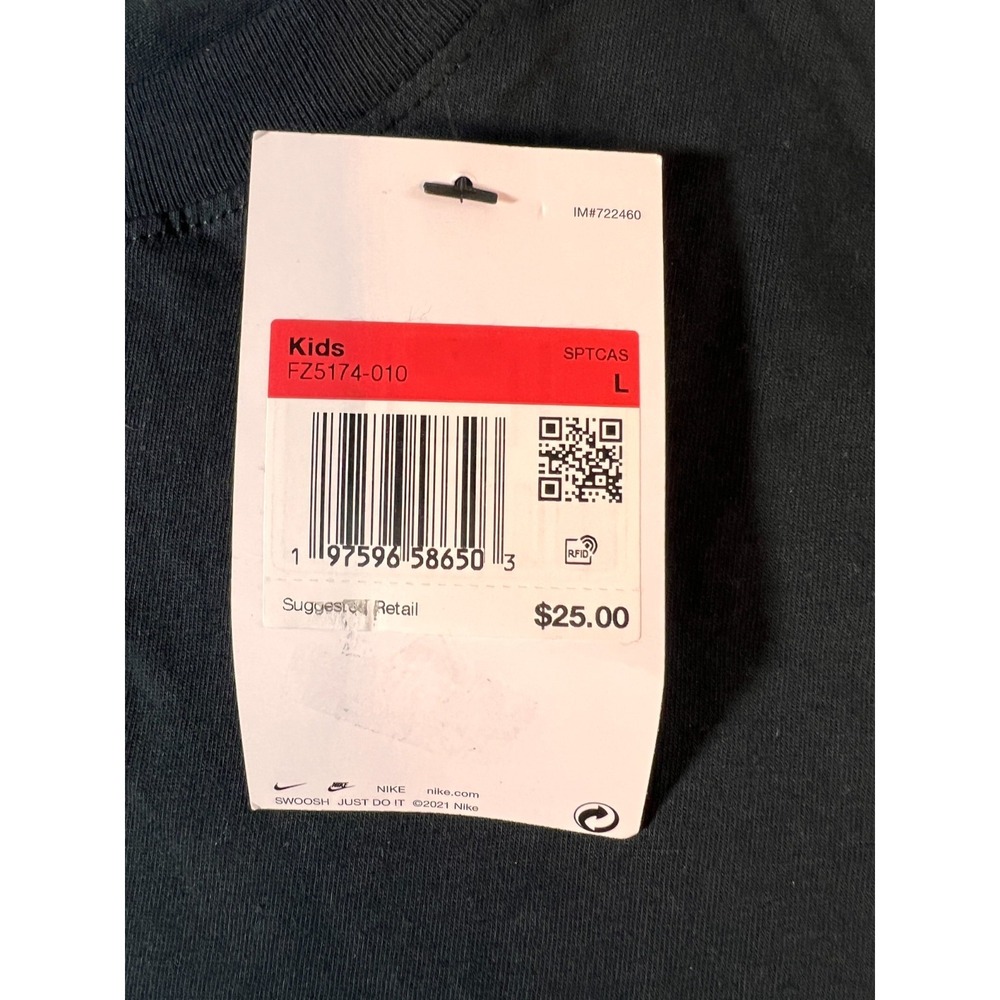 IM#722460
Kids
SPTCAS
FZ5174-010
L
1 97596 58650 3
RFID
Suggested Retail
$25.00
NIKE nike.com
SWOOSH JUST DO IT ©2021 Nike